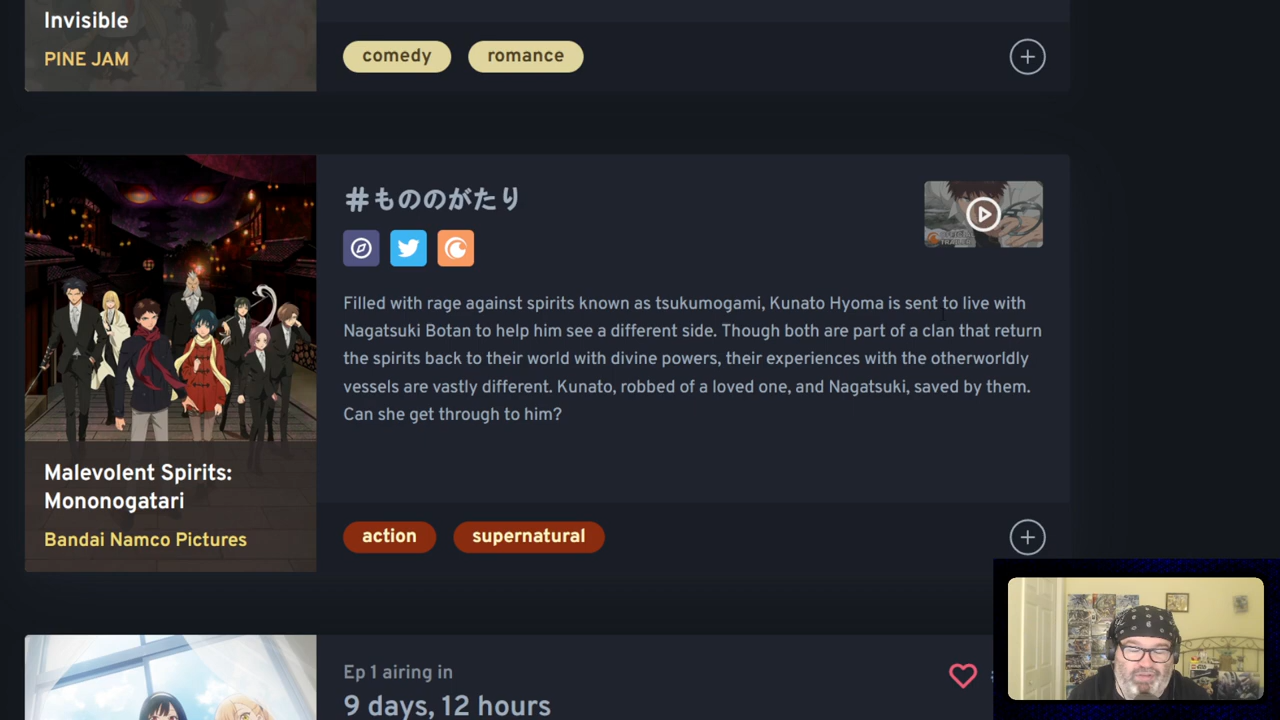 Invisible
PINE JAM
comedy
romance
#もののがたり
Filled with rage against spirits known as tsukumogami, Kunato Hyoma is sent to live with
Nagatsuki Botan to help him see a different side. Though both are part of a clan that return
the spirits back to their world with divine powers, their experiences with the otherworldly
vessels are vastly different. Kunato, robbed of a loved one, and Nagatsuki, saved by them.
Can she get through to him?
Malevolent Spirits:
Mononogatari
Bandai Namco Pictures
action
supernatural
Ep 1 airing in
9 days, 12 hours